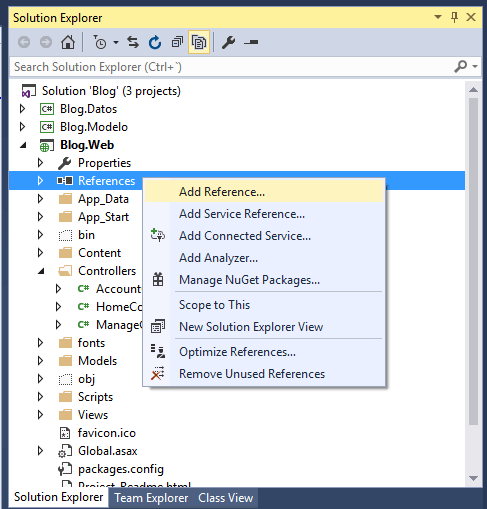 Solution Explorer
Search Solution Explorer (Ctrl+`)
Solution 'Blog' (3 projects)
C# Blog.Datos
C# Blog.Modelo
Blog.Web
Properties
References
App_Data
App_Start
bin
Content
Controllers
C# Account
C# HomeCo
C# Manage
fonts
Models
obj
Scripts
Views
favicon.ico
Global.asax
packages.config
Project_Readme.html
Add Reference...
Add Service Reference...
Add Connected Service...
Add Analyzer...
Manage NuGet Packages...
Scope to This
New Solution Explorer View
Optimize References...
Remove Unused References
Solution Explorer Team Explorer Class View